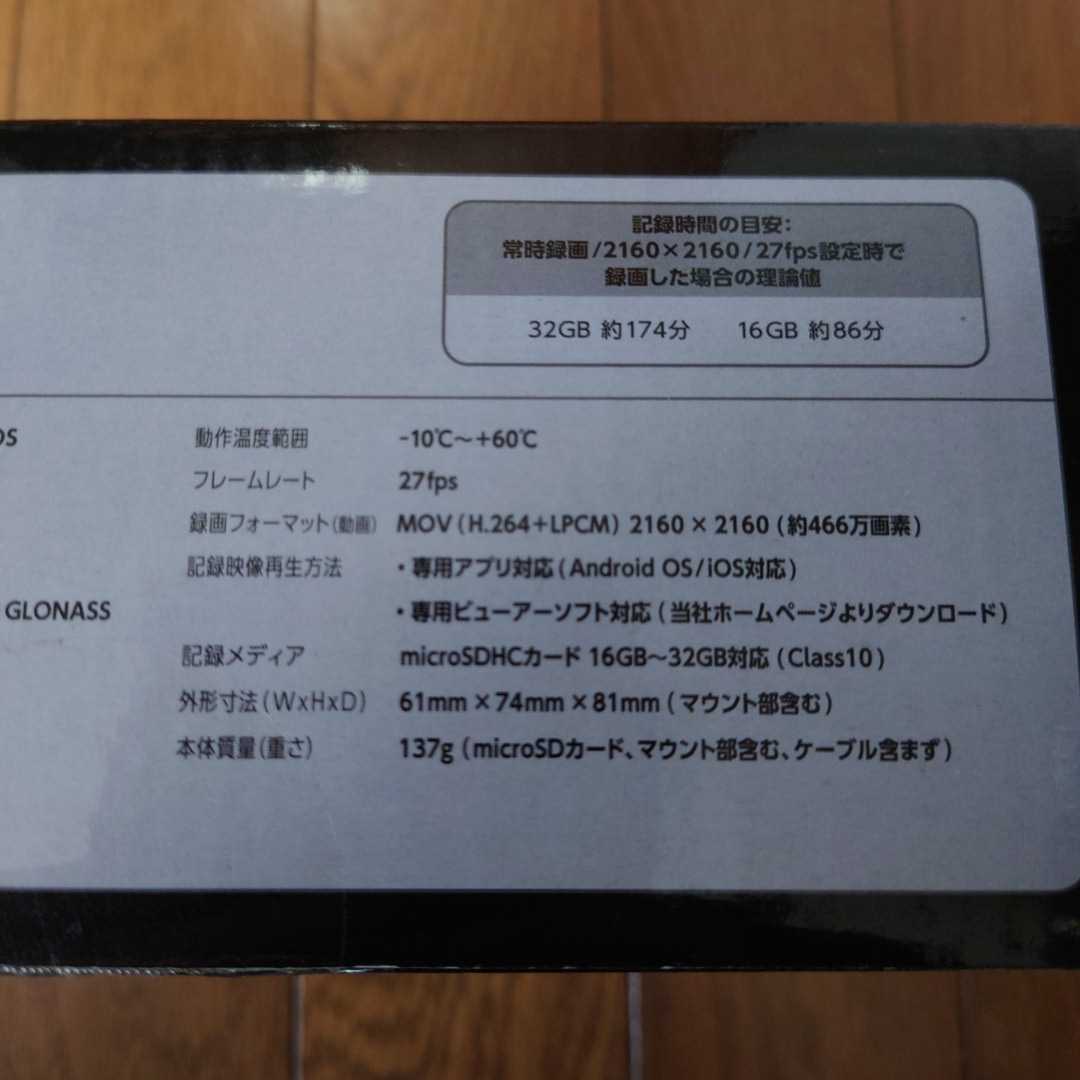 記録時間の目安:
常時録画/2160×2160/27fps設定時で
録画した場合の理論値
32GB 約174分 16GB 約86分
OS 動作温度範囲 -10℃～+60℃
フレームレート 27fps
録画フォーマット(動画) MOV(H.264+LPCM) 2160×2160(約466万画素)
記録映像再生方法 ・専用アプリ対応(Android OS/iOS対応)
GLONASS ・専用ビューアーソフト対応(当社ホームページよりダウンロード)
記録メディア microSDHCカード 16GB～32GB対応(Class10)
外形寸法(WxHxD) 61mm×74mm×81mm(マウント部含む)
本体質量(重さ) 137g(microSDカード、マウント部含む、ケーブル含まず)